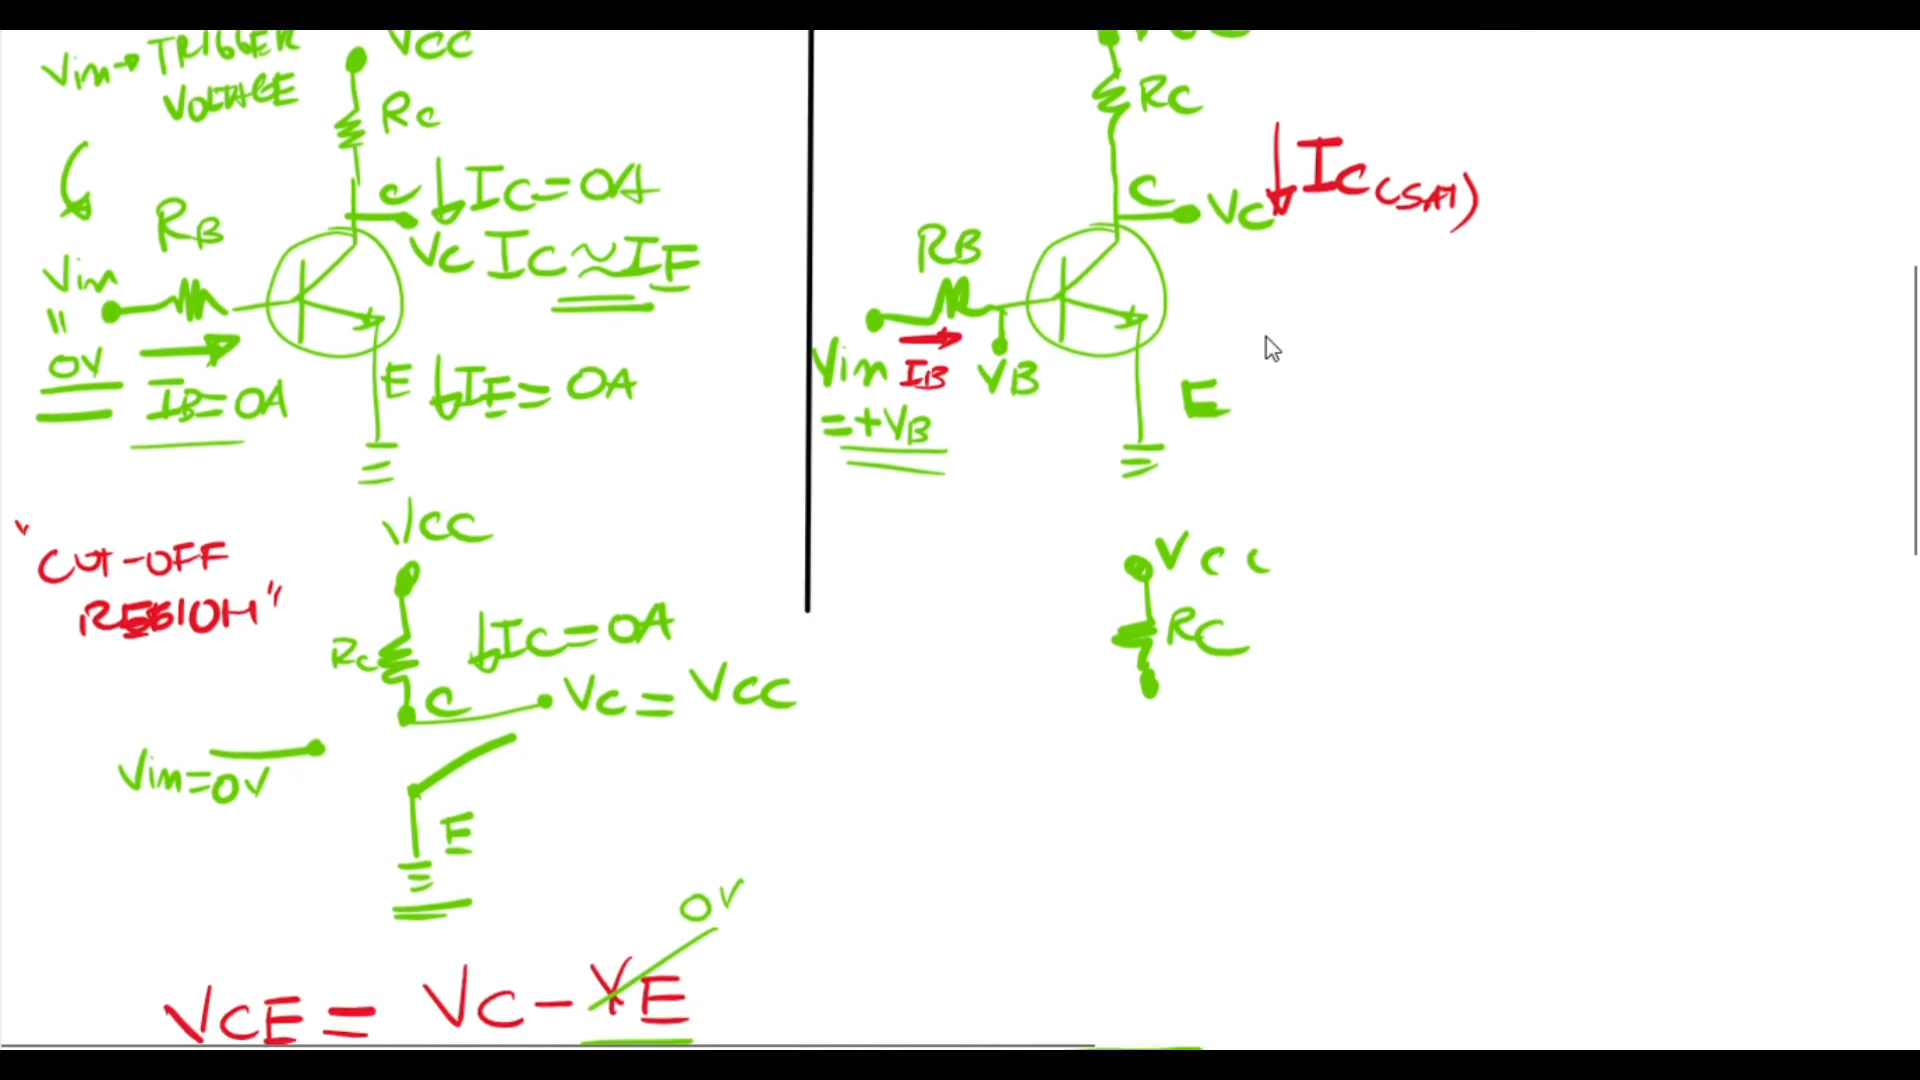 Vin→ TRIGGER
VOLTAGE
VCC
RC
C ↓IC=0A
VC IC≈IE
RB
Vin
"
0V
IB=0A
E ↓IE=0A
"CUT-OFF
REGION"
VCC
RC
↓IC=0A
C VC=VCC
Vin=0V
E
0V
VCE = VC-VE
RC
C VC ↓IC(SAT)
RB
Vin IB VB
=+VB
E
VCC
RC